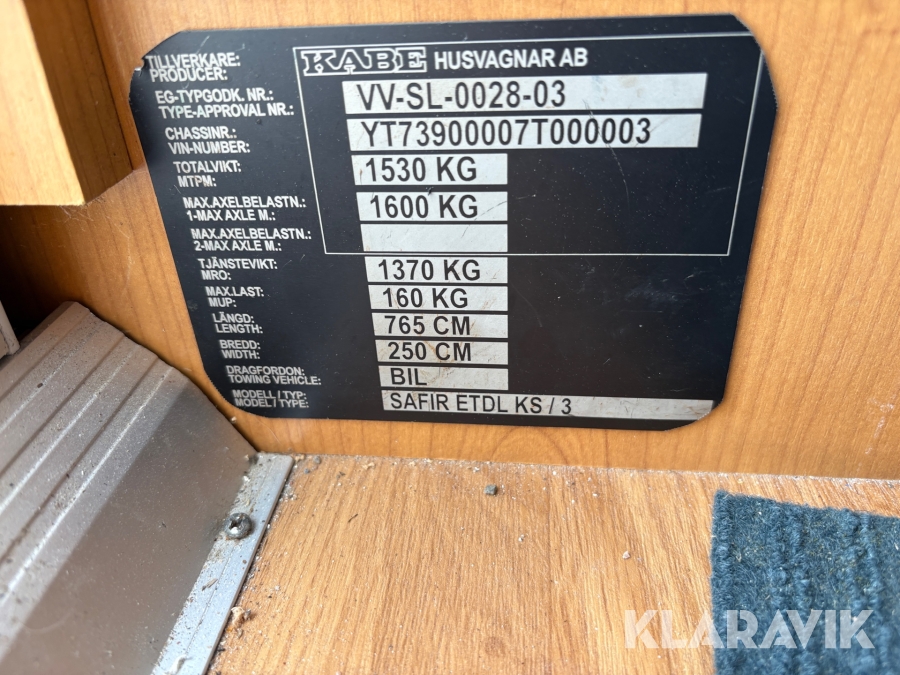 TILLVERKARE: KABE HUSVAGNAR AB
PRODUCER:
EG-TYPGODK. NR.: VV-SL-0028-03
TYPE-APPROVAL NR.:
CHASSINR.: YT73900007T000003
VIN-NUMBER:
TOTALVIKT: 1530 KG
MTPM:
MAX.AXELBELASTN.: 1600 KG
1-MAX AXLE M.:
MAX.AXELBELASTN.:
2-MAX AXLE M.:
TJÄNSTEVIKT: 1370 KG
MRO:
MAX.LAST: 160 KG
MUP:
LÄNGD: 765 CM
LENGTH:
BREDD: 250 CM
WIDTH:
DRAGFORDON: BIL
TOWING VEHICLE:
MODELL / TYP: SAFIR ETDL KS / 3
MODEL / TYPE:
KLARAVIK